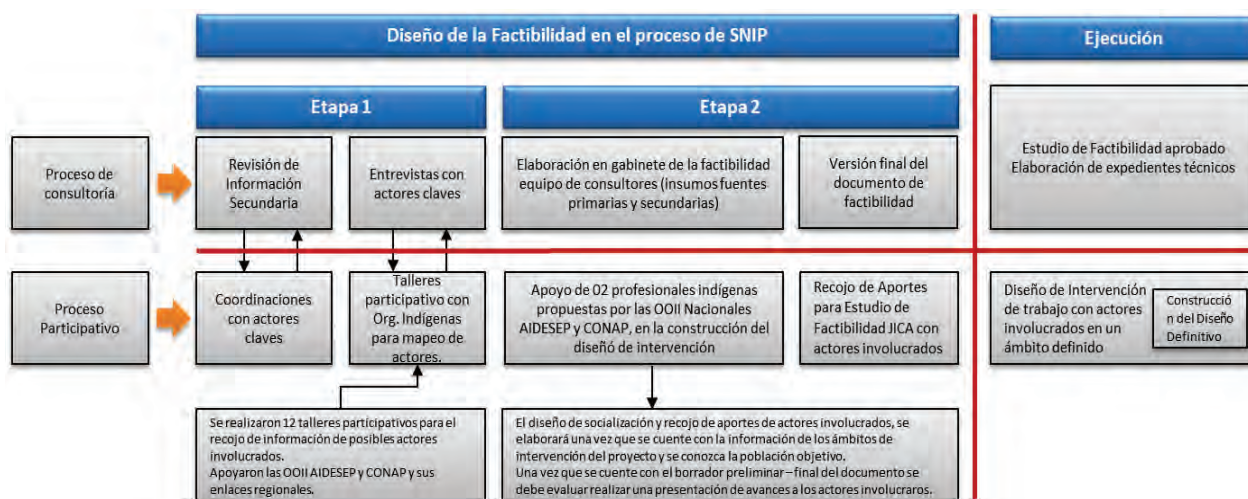 Diseño de la Factibilidad en el proceso de SNIP
Ejecución
Etapa 1
Etapa 2
Proceso de
consultoría
Revisión de
Información
Secundaria
Entrevistas con
actores claves
Elaboración en gabinete de la factibilidad
equipo de consultores (insumos fuentes
primarias y secundarias)
Versión final del
documento de
factibilidad
Estudio de Factibilidad aprobado
Elaboración de expedientes técnicos
Proceso
Participativo
Coordinaciones
con actores
claves
Talleres
participativo con
Org. Indígenas
para mapeo de
actores.
Apoyo de 02 profesionales indígenas
propuestas por las OOII Nacionales
AIDESEP y CONAP, en la construcción del
diseñó de intervención
Recojo de Aportes
para Estudio de
Factibilidad JICA con
actores involucrados
Diseño de Intervención
de trabajo con actores
involucrados en un
ámbito definido
Construcció
n del Diseño
Definitivo
Se realizaron 12 talleres participativos para el
recojo de información de posibles actores
involucrados.
Apoyaron las OOII AIDESEP y CONAP y sus
enlaces regionales.
El diseño de socialización y recojo de aportes de actores involucrados, se
elaborará una vez que se cuente con la información de los ámbitos de
intervención del proyecto y se conozca la población objetivo.
Una vez que se cuente con el borrador preliminar – final del documento se
debe evaluar realizar una presentación de avances a los actores involucraros.